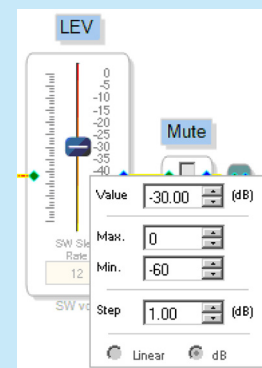 LEV
0
-5
-10
-15
-20
-25
-30
-35
-40
Mute
SW Sle
Rate
12
SW vo
Value -30.00 (dB)
Max. 0
Min. -60
Step 1.00 (dB)
Linear dB